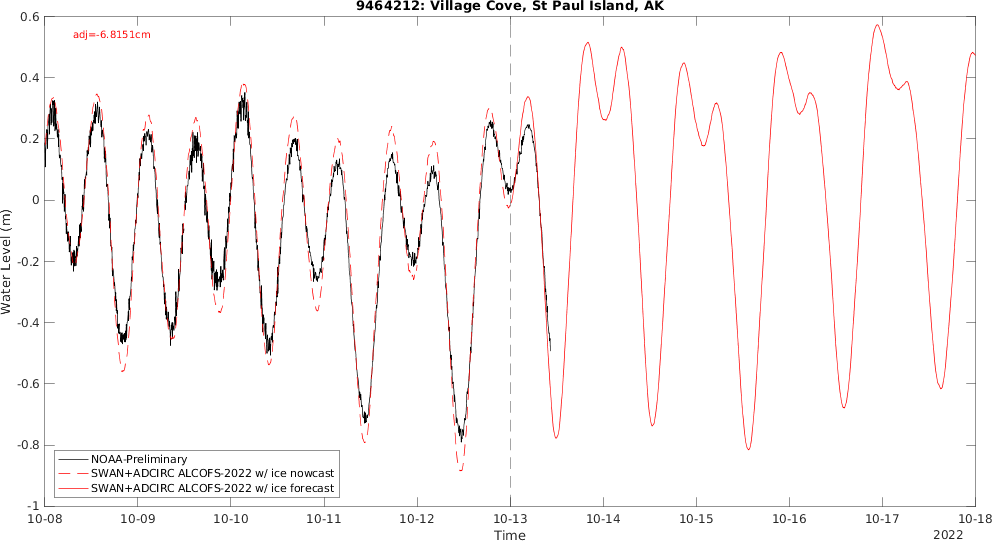 9464212: Village Cove, St Paul Island, AK
adj=-6.8151cm
0.6
0.4
0.2
0
-0.2
-0.4
-0.6
-0.8
-1
Water Level (m)
NOAA-Preliminary
SWAN+ADCIRC ALCOFS-2022 w/ ice nowcast
SWAN+ADCIRC ALCOFS-2022 w/ ice forecast
10-08 10-09 10-10 10-11 10-12 10-13 10-14 10-15 10-16 10-17 10-18
Time
2022